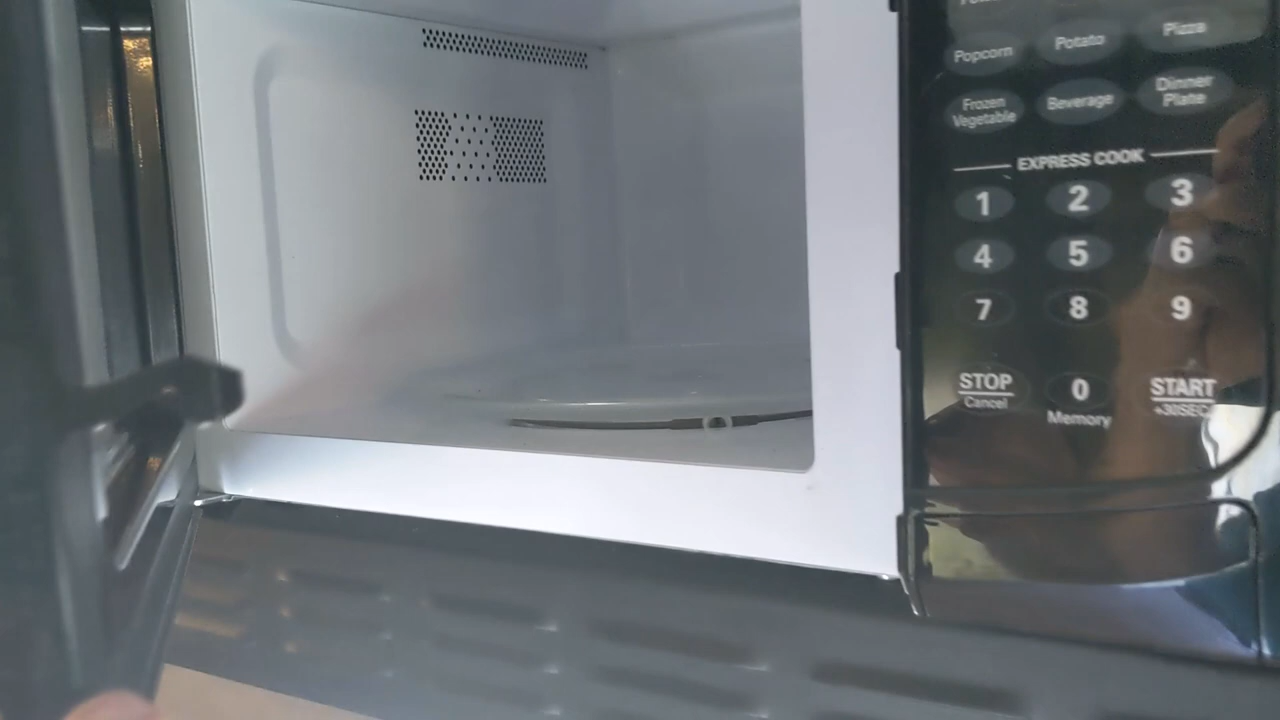 Popcorn
Potato
Pizza
Frozen
Vegetable
Beverage
Dinner
Plate
EXPRESS COOK
1 2 3
4 5 6
7 8 9
STOP
Cancel
0
Memory
START
+30SEC